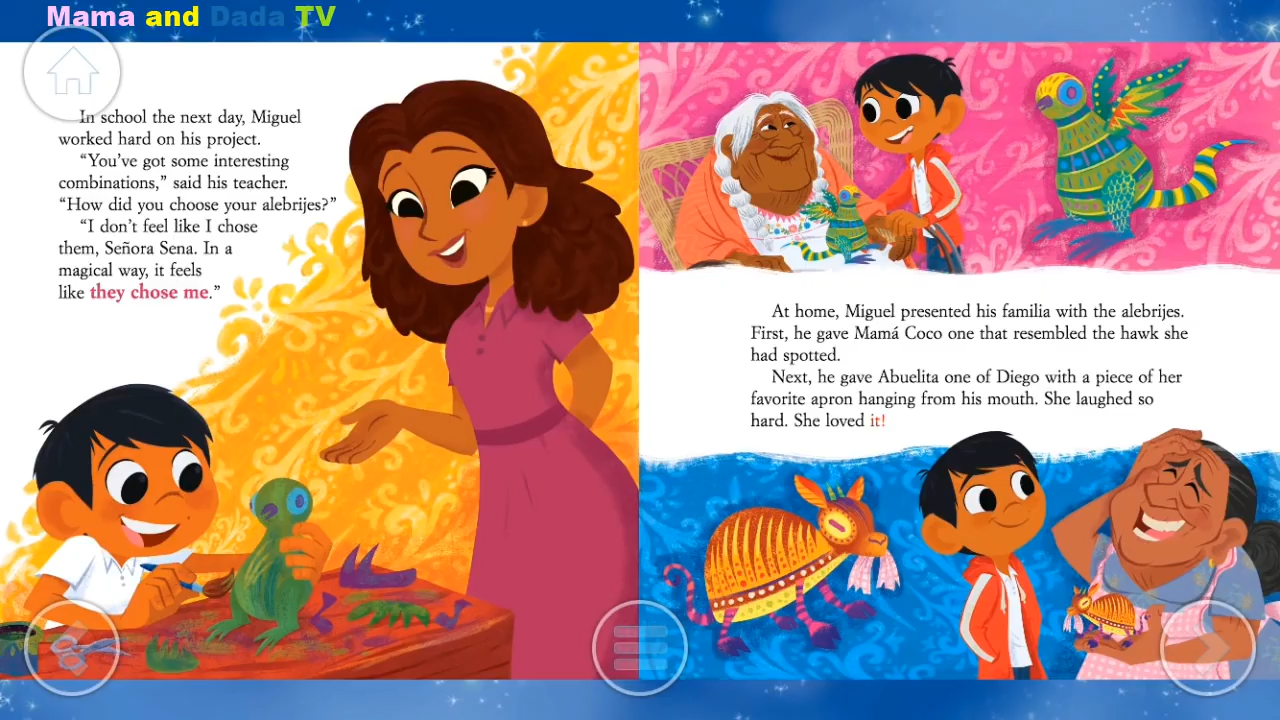 Mama and Dada TV
In school the next day, Miguel
worked hard on his project.
“You’ve got some interesting
combinations,” said his teacher.
“How did you choose your alebrijes?”
“I don’t feel like I chose
them, Señora Sena. In a
magical way, it feels
like they chose me.”
At home, Miguel presented his familia with the alebrijes.
First, he gave Mamá Coco one that resembled the hawk she
had spotted.
Next, he gave Abuelita one of Diego with a piece of her
favorite apron hanging from his mouth. She laughed so
hard. She loved it!